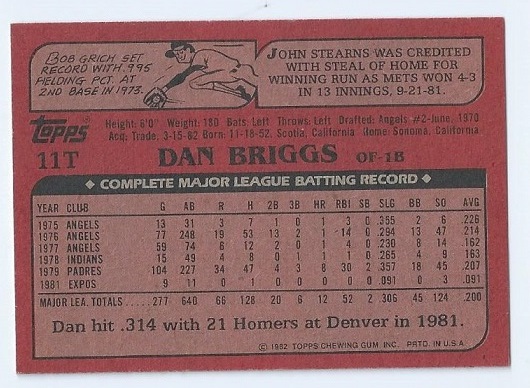 BOB GRICH SET
RECORD WITH .995
FIELDING PCT. AT
2ND BASE IN 1973.
JOHN STEARNS WAS CREDITED
WITH STEAL OF HOME FOR
WINNING RUN AS METS WON 4-3
IN 13 INNINGS, 9-21-81.
TOPPS
11T
Height: 6'0" Weight: 180 Bats: Left Throws: Left Drafted: Angels #2-June, 1970
Acq. Trade, 3-15-82 Born: 11-18-52, Scotia, California Home: Sonoma, California
DAN BRIGGS OF-1B
◆ COMPLETE MAJOR LEAGUE BATTING RECORD ◆
YEAR CLUB G AB R H 2B 3B HR RBI SB SLG BB SO AVG
1975 ANGELS 13 31 3 7 1 0 1 3 0 .355 2 6 .226
1976 ANGELS 77 248 19 53 13 2 1 14 0 .294 13 47 .214
1977 ANGELS 59 74 6 12 2 0 1 4 0 .230 8 14 .162
1978 INDIANS 15 49 4 8 0 1 1 1 0 .265 4 9 .163
1979 PADRES 104 227 34 47 4 3 8 30 2 .357 18 45 .207
1981 EXPOS 9 11 0 1 0 0 0 0 0 .091 0 3 .091
MAJOR LEA. TOTALS 277 640 66 128 20 6 12 52 2 .306 45 124 .200
Dan hit .314 with 21 Homers at Denver in 1981.
© 1982 TOPPS CHEWING GUM, INC. PRTD. IN U.S.A.